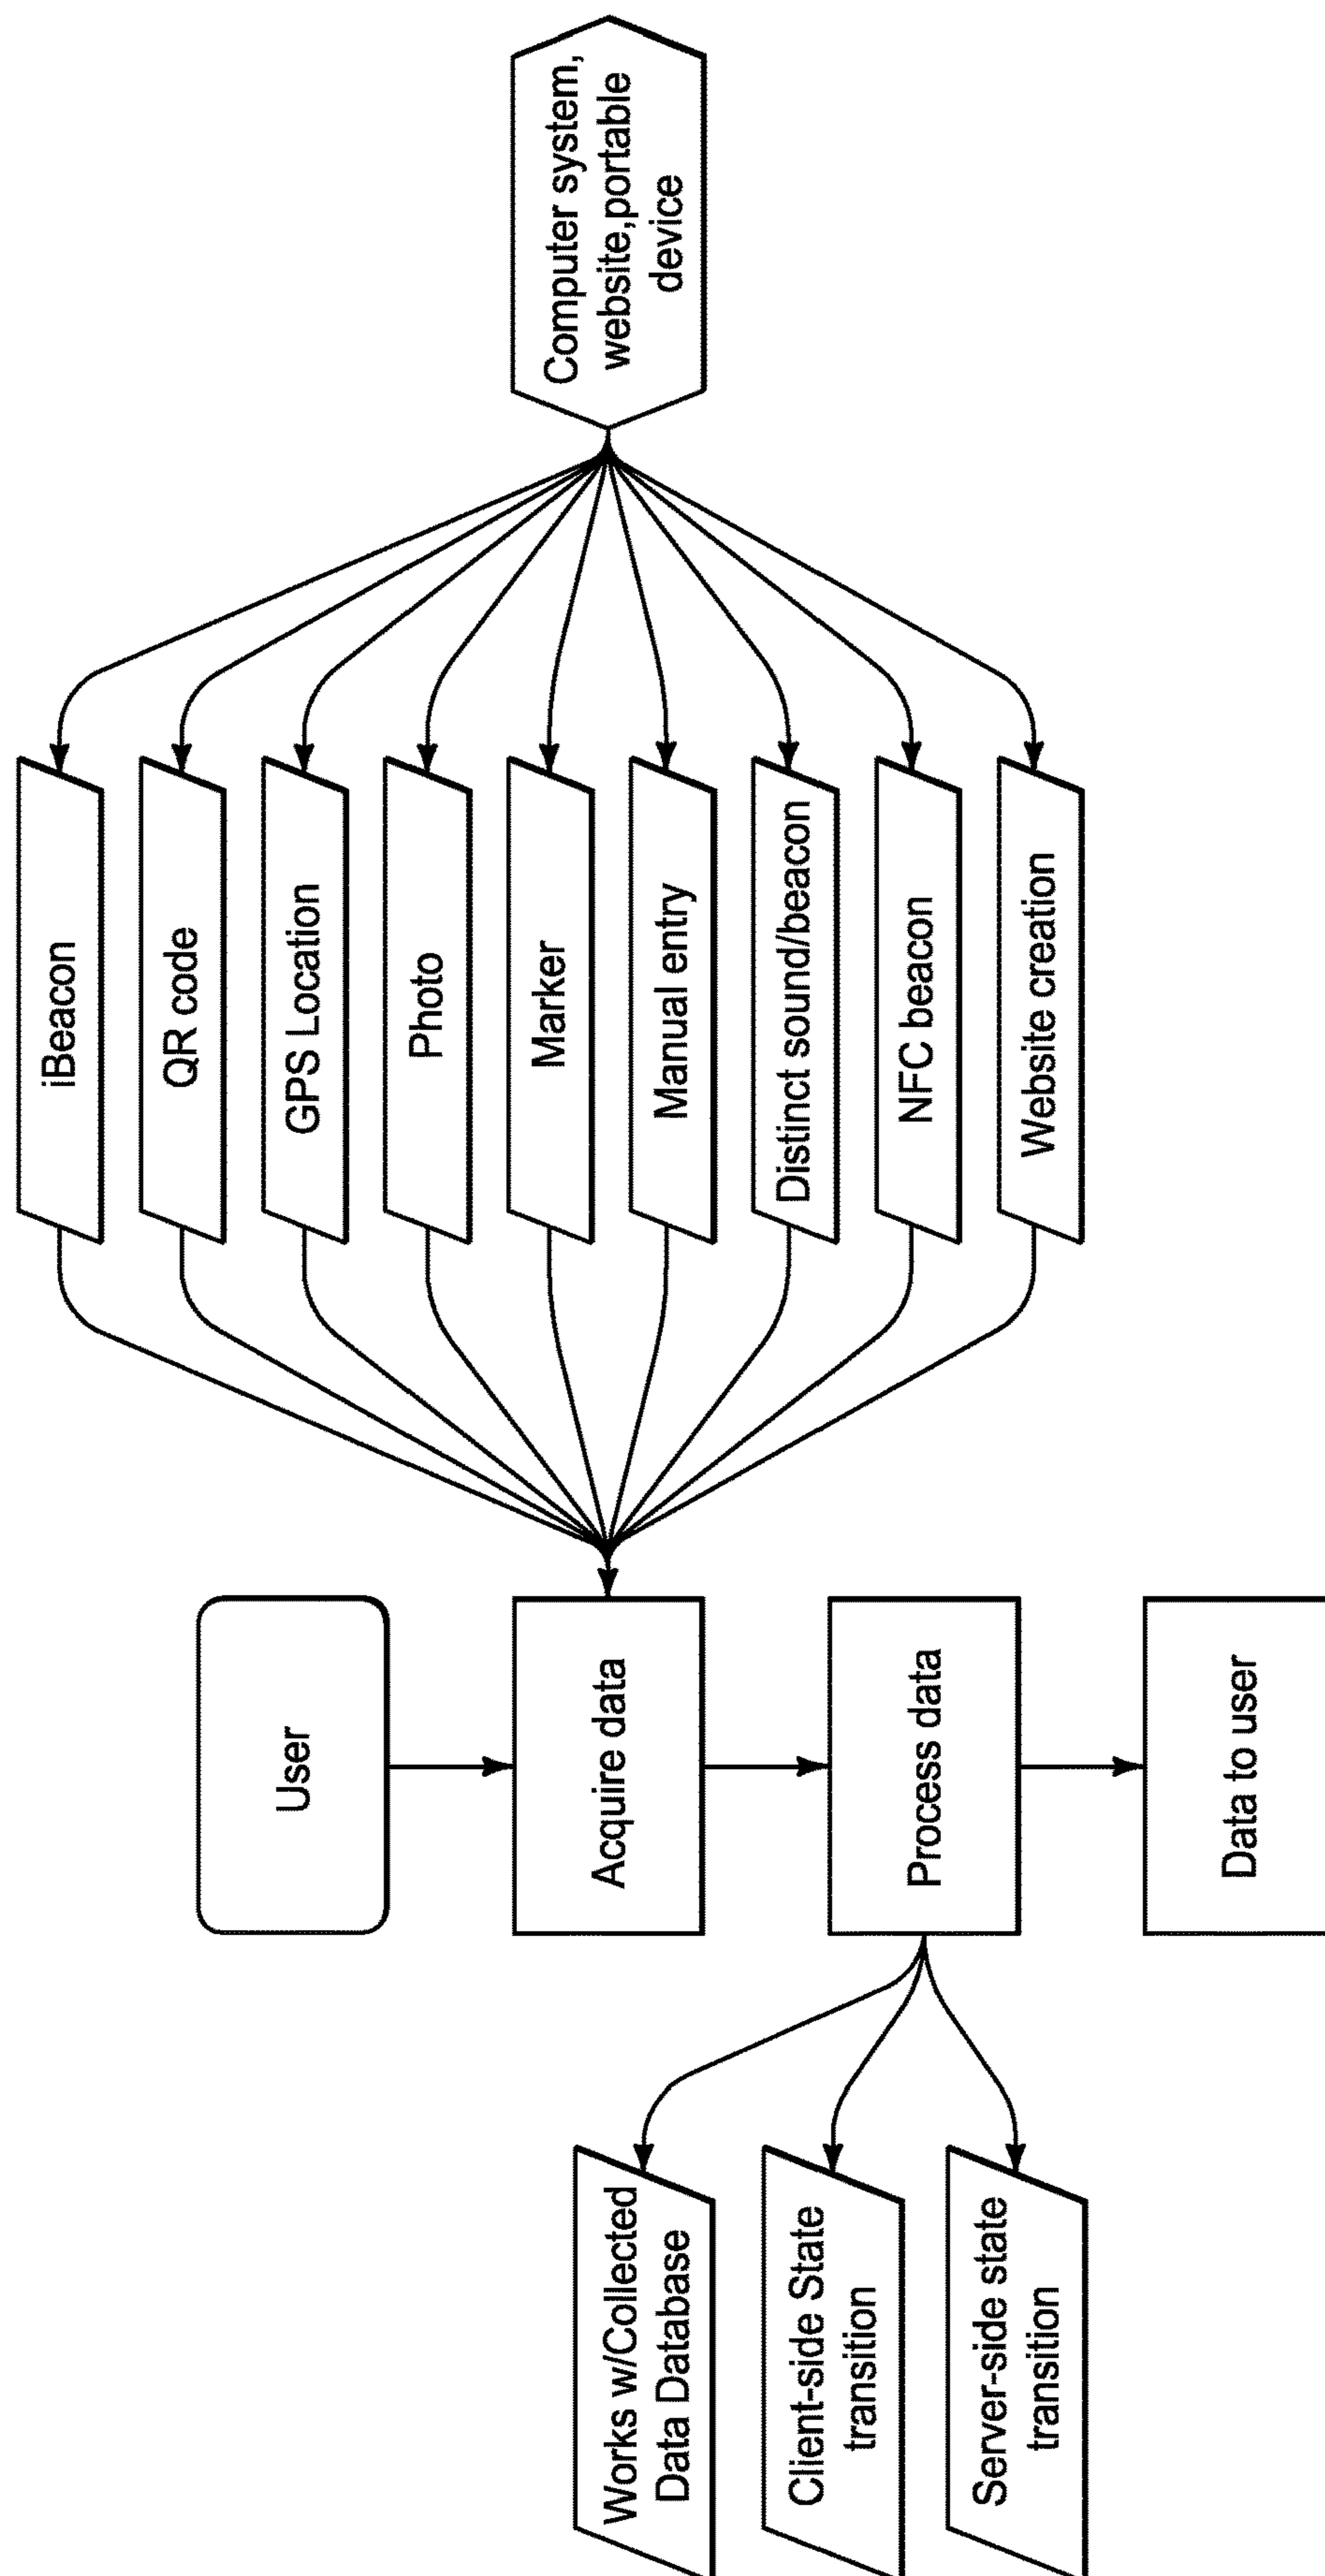 User
Acquire data
Process data
Data to user
Works w/Collected
Data Database
Client-side State
transition
Server-side state
transition
iBeacon
QR code
GPS Location
Photo
Marker
Manual entry
Distinct sound/beacon
NFC beacon
Website creation
Computer system,
website,portable
device